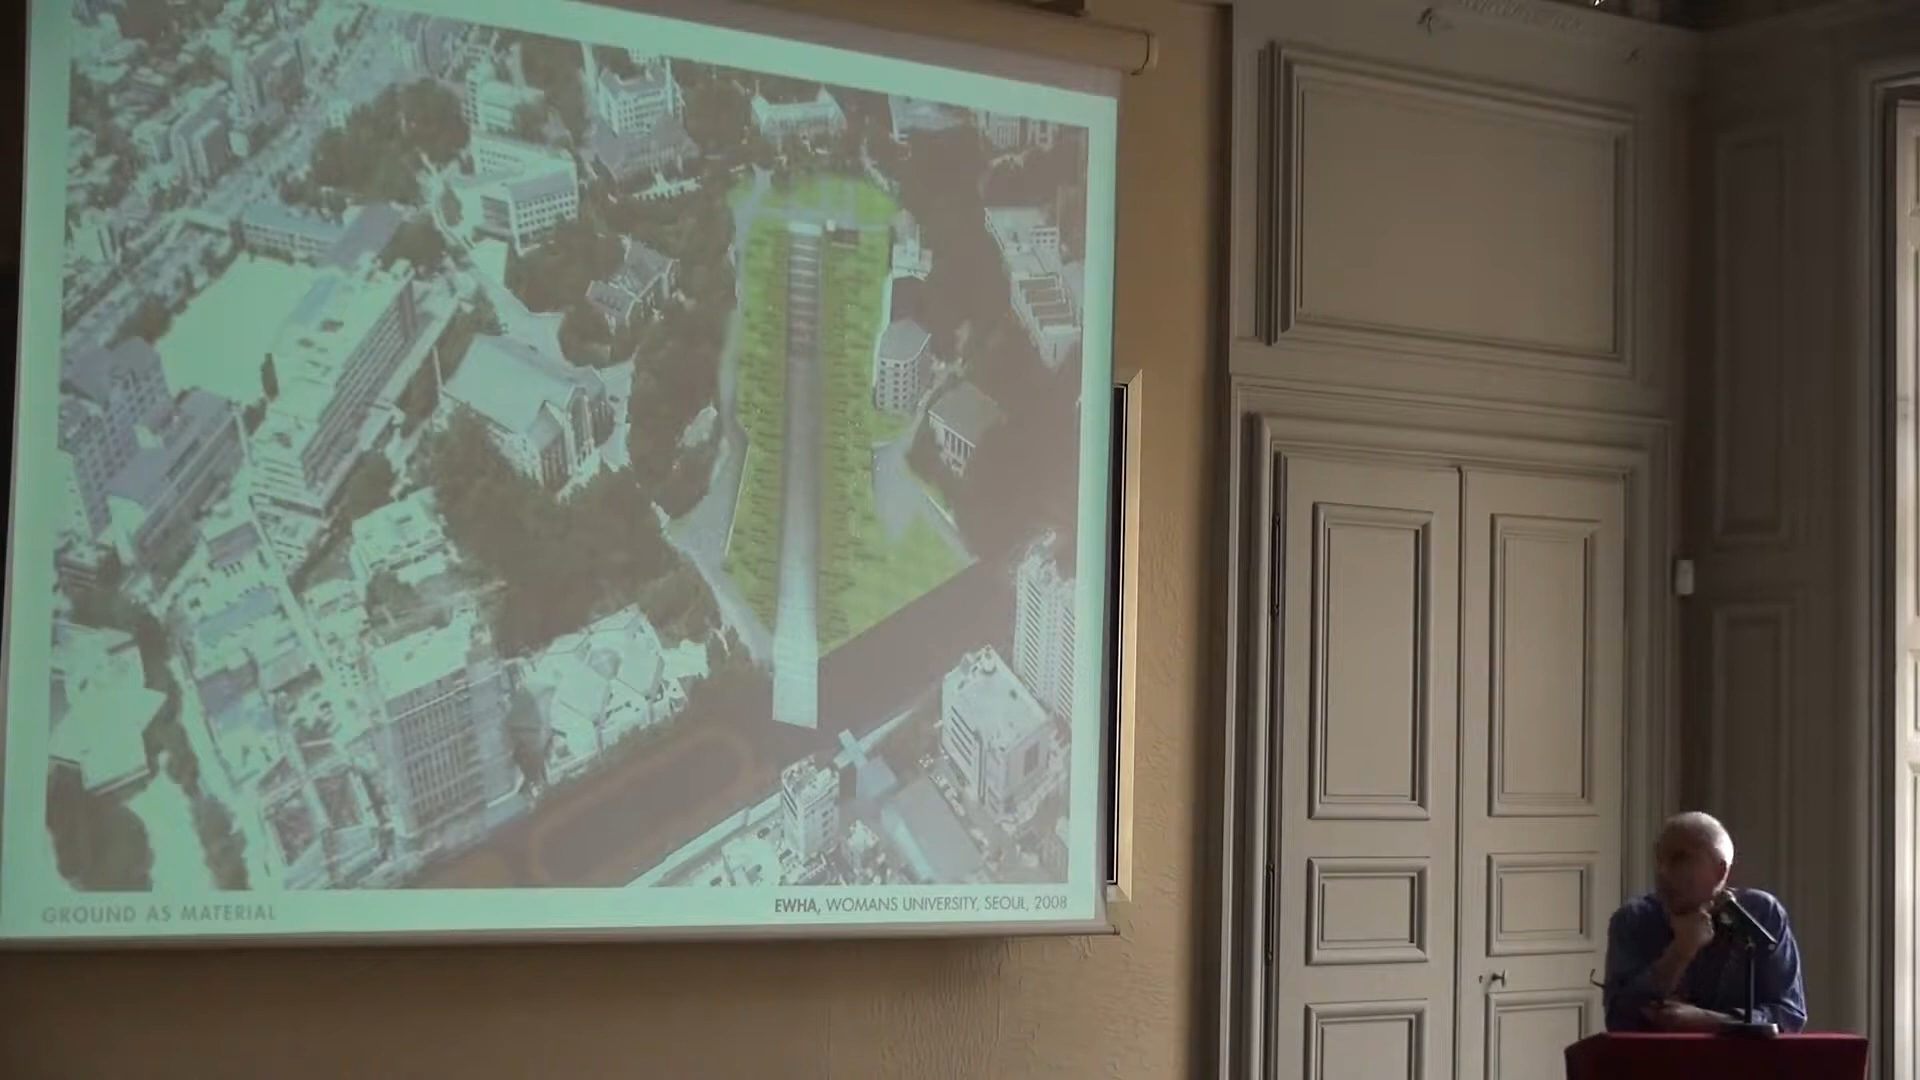 GROUND AS MATERIAL
EWHA, WOMANS UNIVERSITY, SEOUL, 2008